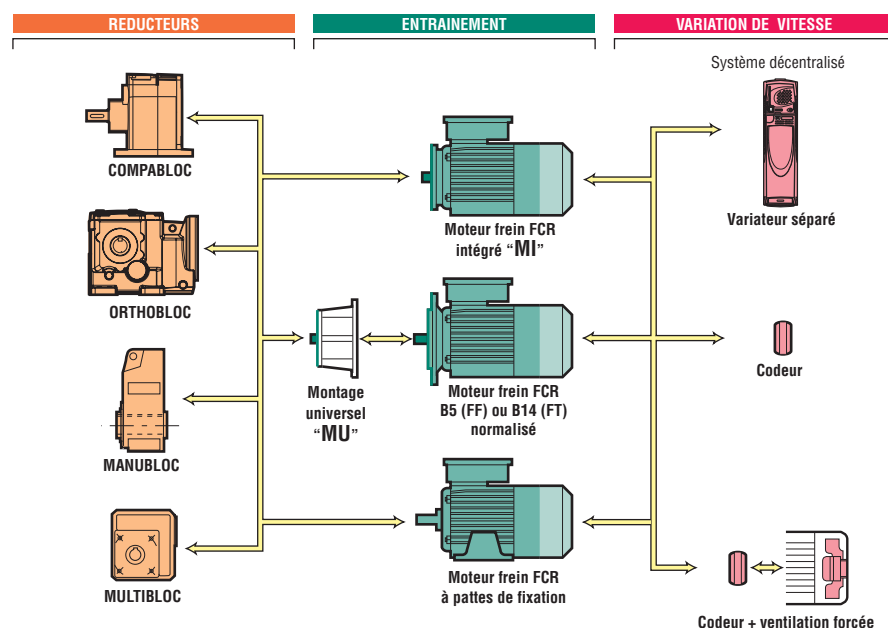 REDUCTEURS
ENTRAINEMENT
VARIATION DE VITESSE
Système décentralisé
COMPABLOC
Moteur frein FCR
intégré “MI”
Variateur séparé
ORTHOBLOC
Montage
universel
“MU”
Moteur frein FCR
B5 (FF) ou B14 (FT)
normalisé
Codeur
MANUBLOC
MULTIBLOC
Moteur frein FCR
à pattes de fixation
Codeur + ventilation forcée